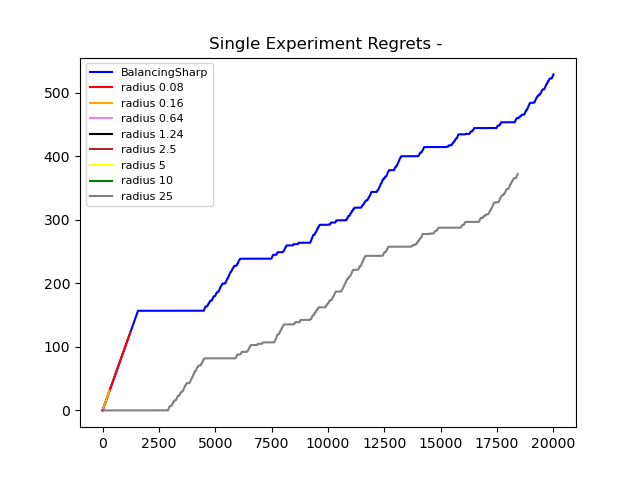 Single Experiment Regrets -
BalancingSharp
radius 0.08
radius 0.16
radius 0.64
radius 1.24
radius 2.5
radius 5
radius 10
radius 25
500
400
300
200
100
0
0 2500 5000 7500 10000 12500 15000 17500 20000